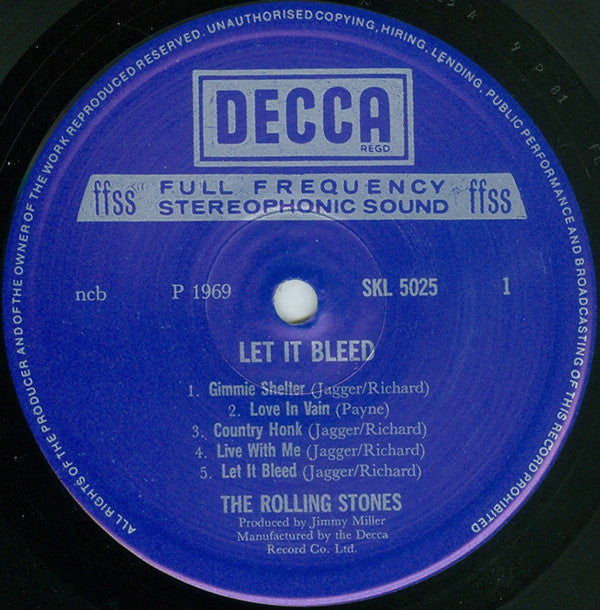 ALL RIGHTS OF THE PRODUCER AND OF THE OWNER OF THE WORK REPRODUCED RESERVED. UNAUTHORISED COPYING, HIRING, LENDING, PUBLIC PERFORMANCE AND BROADCASTING OF THIS RECORD PROHIBITED
DECCA
REGD
ffss FULL FREQUENCY ffss
STEREOPHONIC SOUND
ncb P 1969 SKL 5025 1
LET IT BLEED
1. Gimmie Shelter (Jagger/Richard)
2. Love In Vain (Payne)
3. Country Honk (Jagger/Richard)
4. Live With Me (Jagger/Richard)
5. Let It Bleed (Jagger/Richard)
THE ROLLING STONES
Produced by Jimmy Miller
Manufactured by the Decca
Record Co. Ltd.